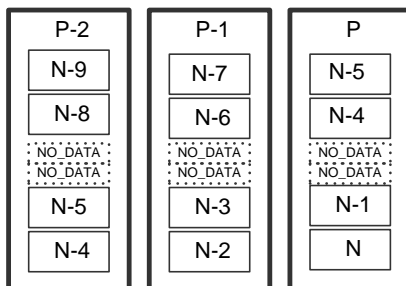 P-2
N-9
N-8
NO_DATA
NO_DATA
N-5
N-4
P-1
N-7
N-6
NO_DATA
NO_DATA
N-3
N-2
P
N-5
N-4
NO_DATA
NO_DATA
N-1
N